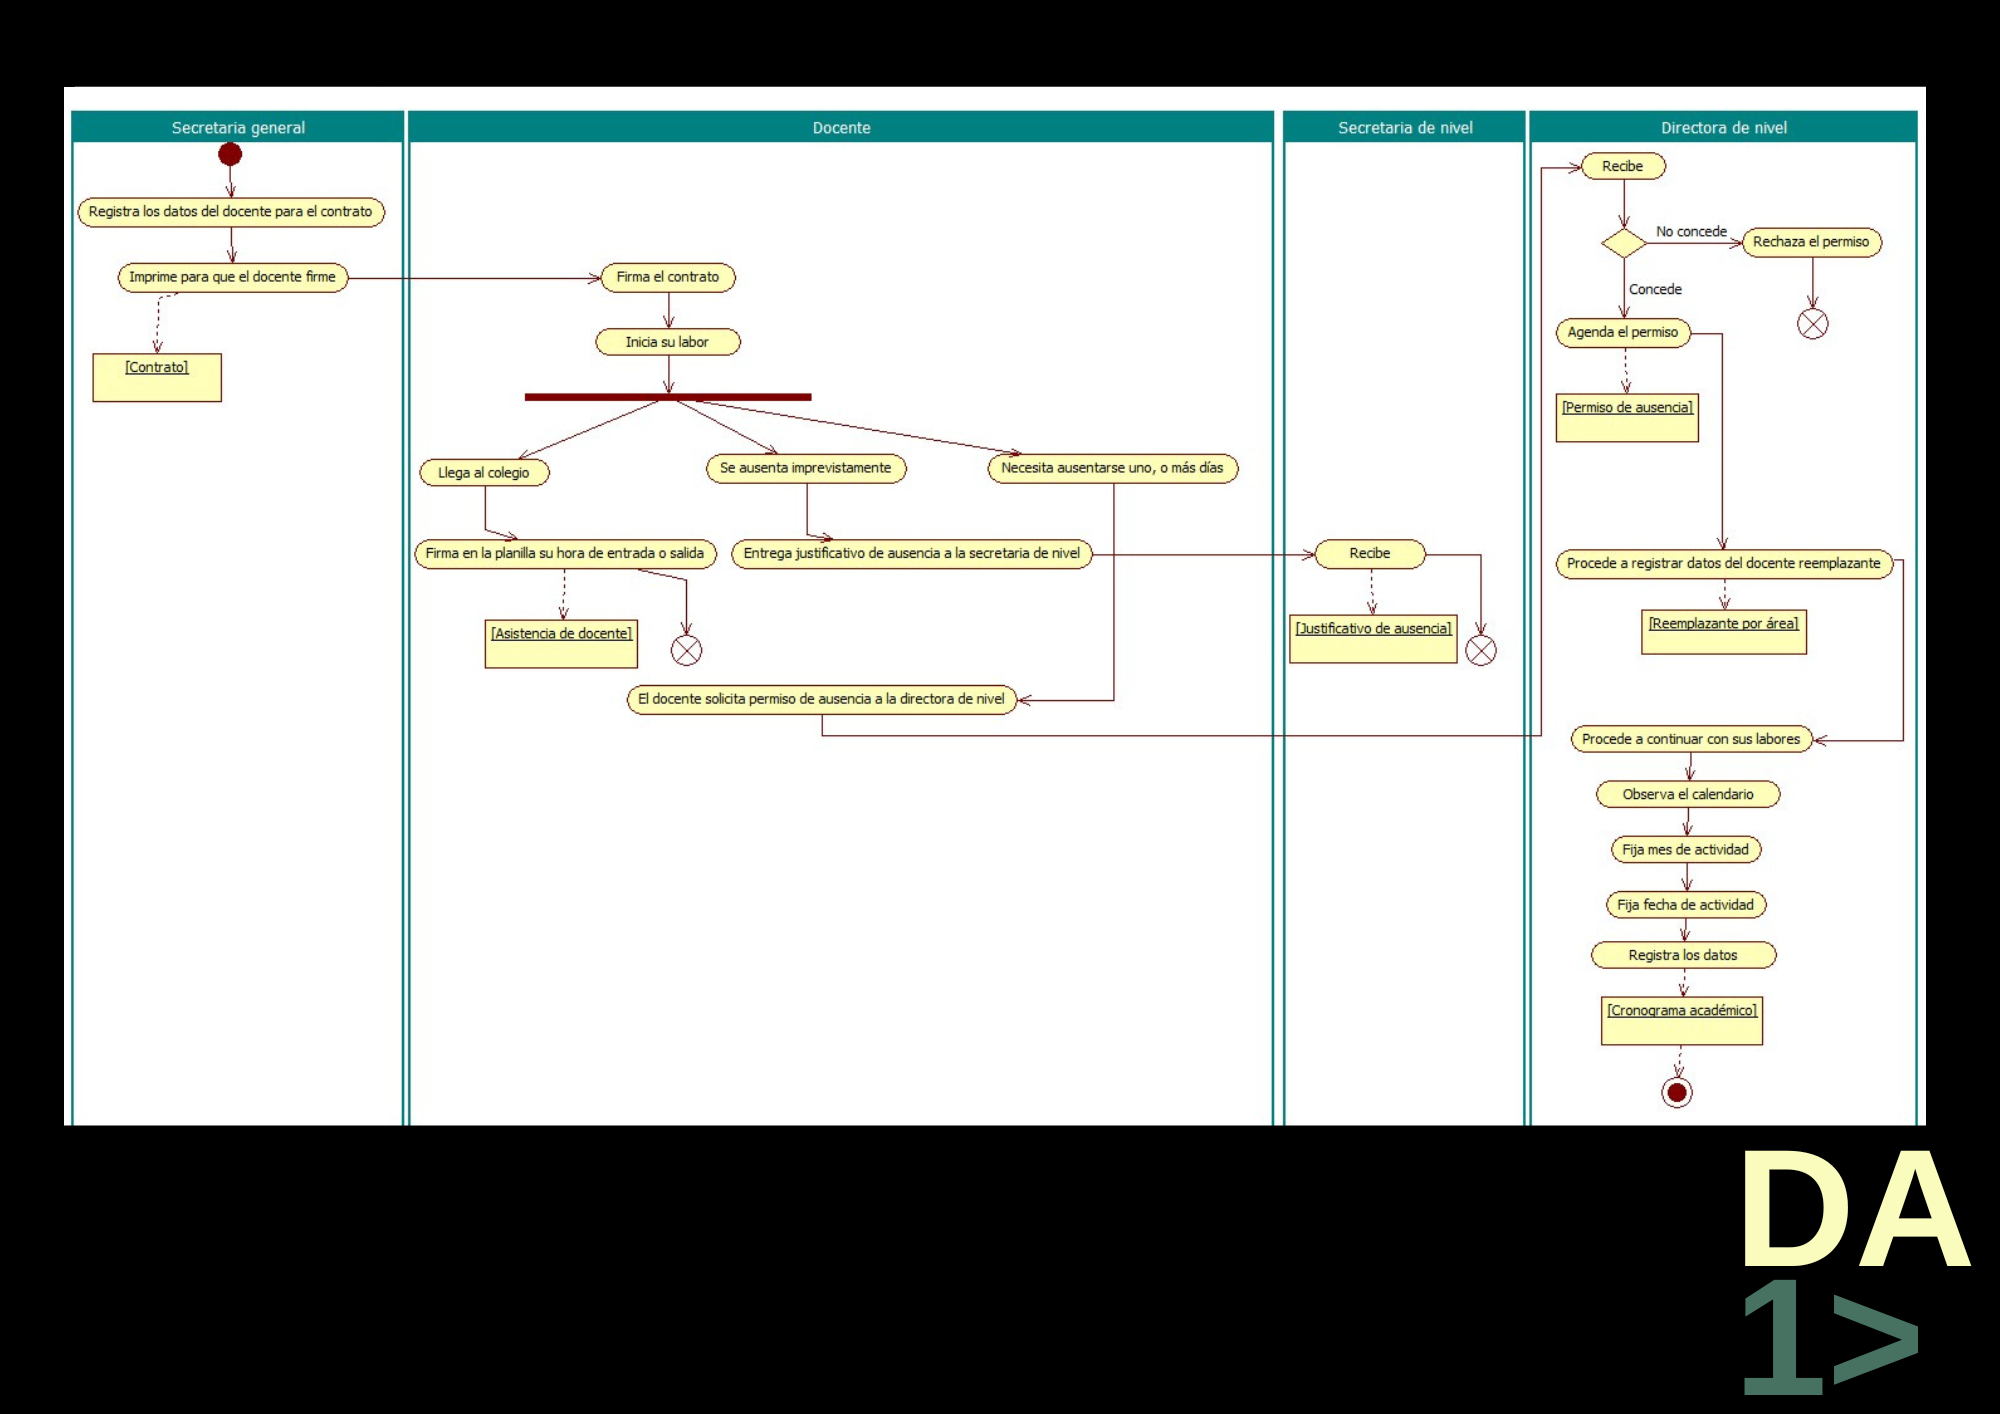 Secretaria general
Docente
Secretaria de nivel
Directora de nivel
Registra los datos del docente para el contrato
Imprime para que el docente firme
[Contrato]
Firma el contrato
Inicia su labor
Llega al colegio
Se ausenta imprevistamente
Necesita ausentarse uno, o más días
Firma en la planilla su hora de entrada o salida
Entrega justificativo de ausencia a la secretaria de nivel
[Asistencia de docente]
El docente solicita permiso de ausencia a la directora de nivel
Recibe
[Justificativo de ausencia]
Recibe
No concede
Rechaza el permiso
Concede
Agenda el permiso
[Permiso de ausencia]
Procede a registrar datos del docente reemplazante
[Reemplazante por área]
Procede a continuar con sus labores
Observa el calendario
Fija mes de actividad
Fija fecha de actividad
Registra los datos
[Cronograma académico]
DA
1>